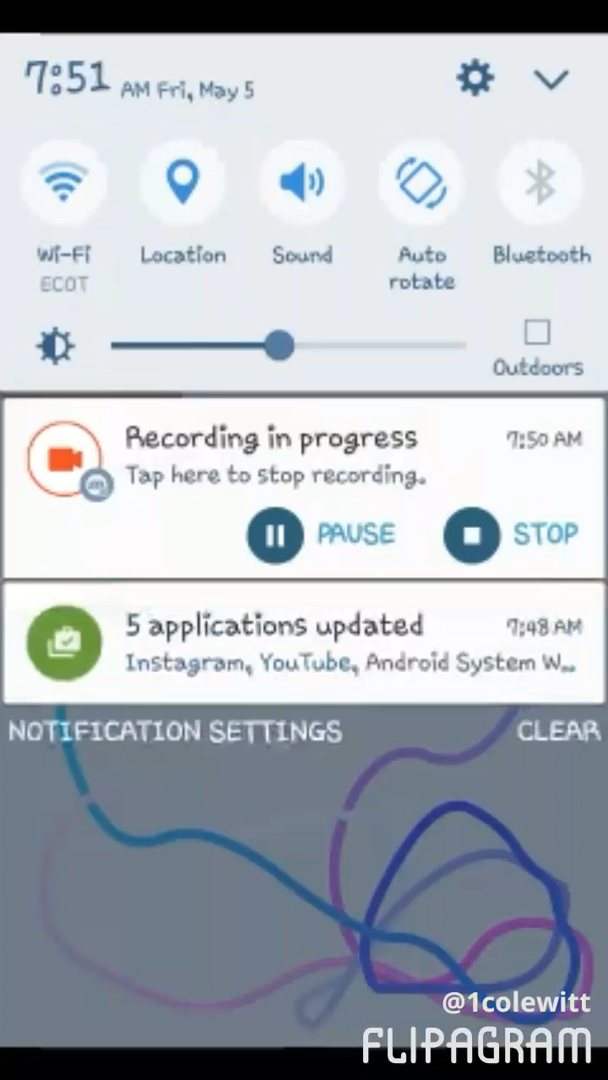 7:51 AM Fri, May 5
Wi-Fi
ECOT
Location
Sound
Auto
rotate
Bluetooth
Outdoors
Recording in progress 7:50 AM
Tap here to stop recording.
PAUSE STOP
5 applications updated 7:48 AM
Instagram, YouTube, Android System W...
NOTIFICATION SETTINGS CLEAR
@1colewitt
FLIPAGRAM